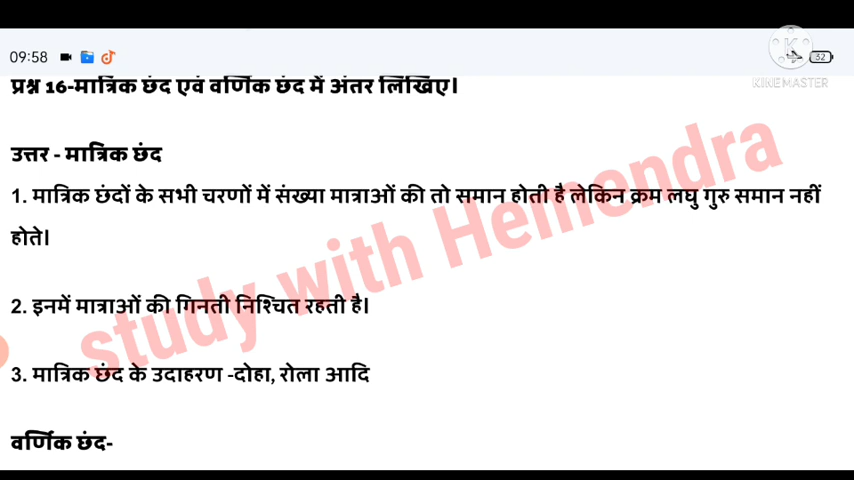 09:58
32
KINEMASTER
प्रश्न 16-मात्रिक छंद एवं वर्णिक छंद में अंतर लिखिए।
उत्तर - मात्रिक छंद
1. मात्रिक छंदों के सभी चरणों में संख्या मात्राओं की तो समान होती है लेकिन क्रम लघु गुरु समान नहीं
होते।
2. इनमें मात्राओं की गिनती निश्चित रहती है।
3. मात्रिक छंद के उदाहरण -दोहा, रोला आदि
वर्णिक छंद-
study with Hemendra